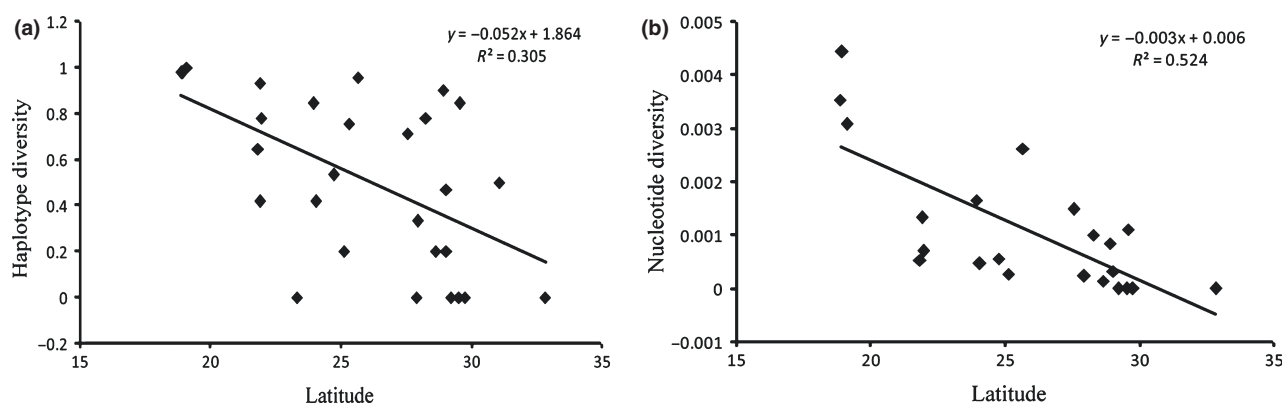 (a)
y = −0.052x + 1.864
R² = 0.305
Haplotype diversity
1.2
1
0.8
0.6
0.4
0.2
0
−0.2
15 20 25 30 35
Latitude
(b)
y = −0.003x + 0.006
R² = 0.524
Nucleotide diversity
0.005
0.004
0.003
0.002
0.001
0
−0.001
15 20 25 30 35
Latitude